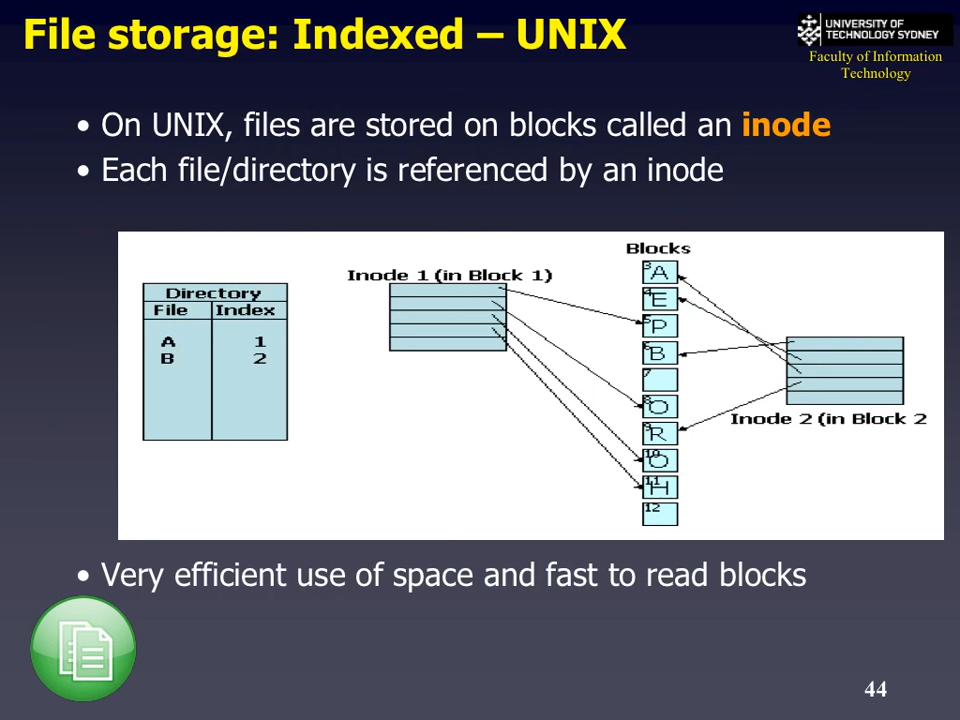 File storage: Indexed – UNIX
UNIVERSITY OF
TECHNOLOGY SYDNEY
Faculty of Information
Technology
• On UNIX, files are stored on blocks called an inode
• Each file/directory is referenced by an inode
Blocks
Inode 1 (in Block 1)
Directory
File Index
A 1
B 2
3 A
4 E
5 P
6 B
7
8 O
9 R
10 O
11 H
12
Inode 2 (in Block 2
• Very efficient use of space and fast to read blocks
44